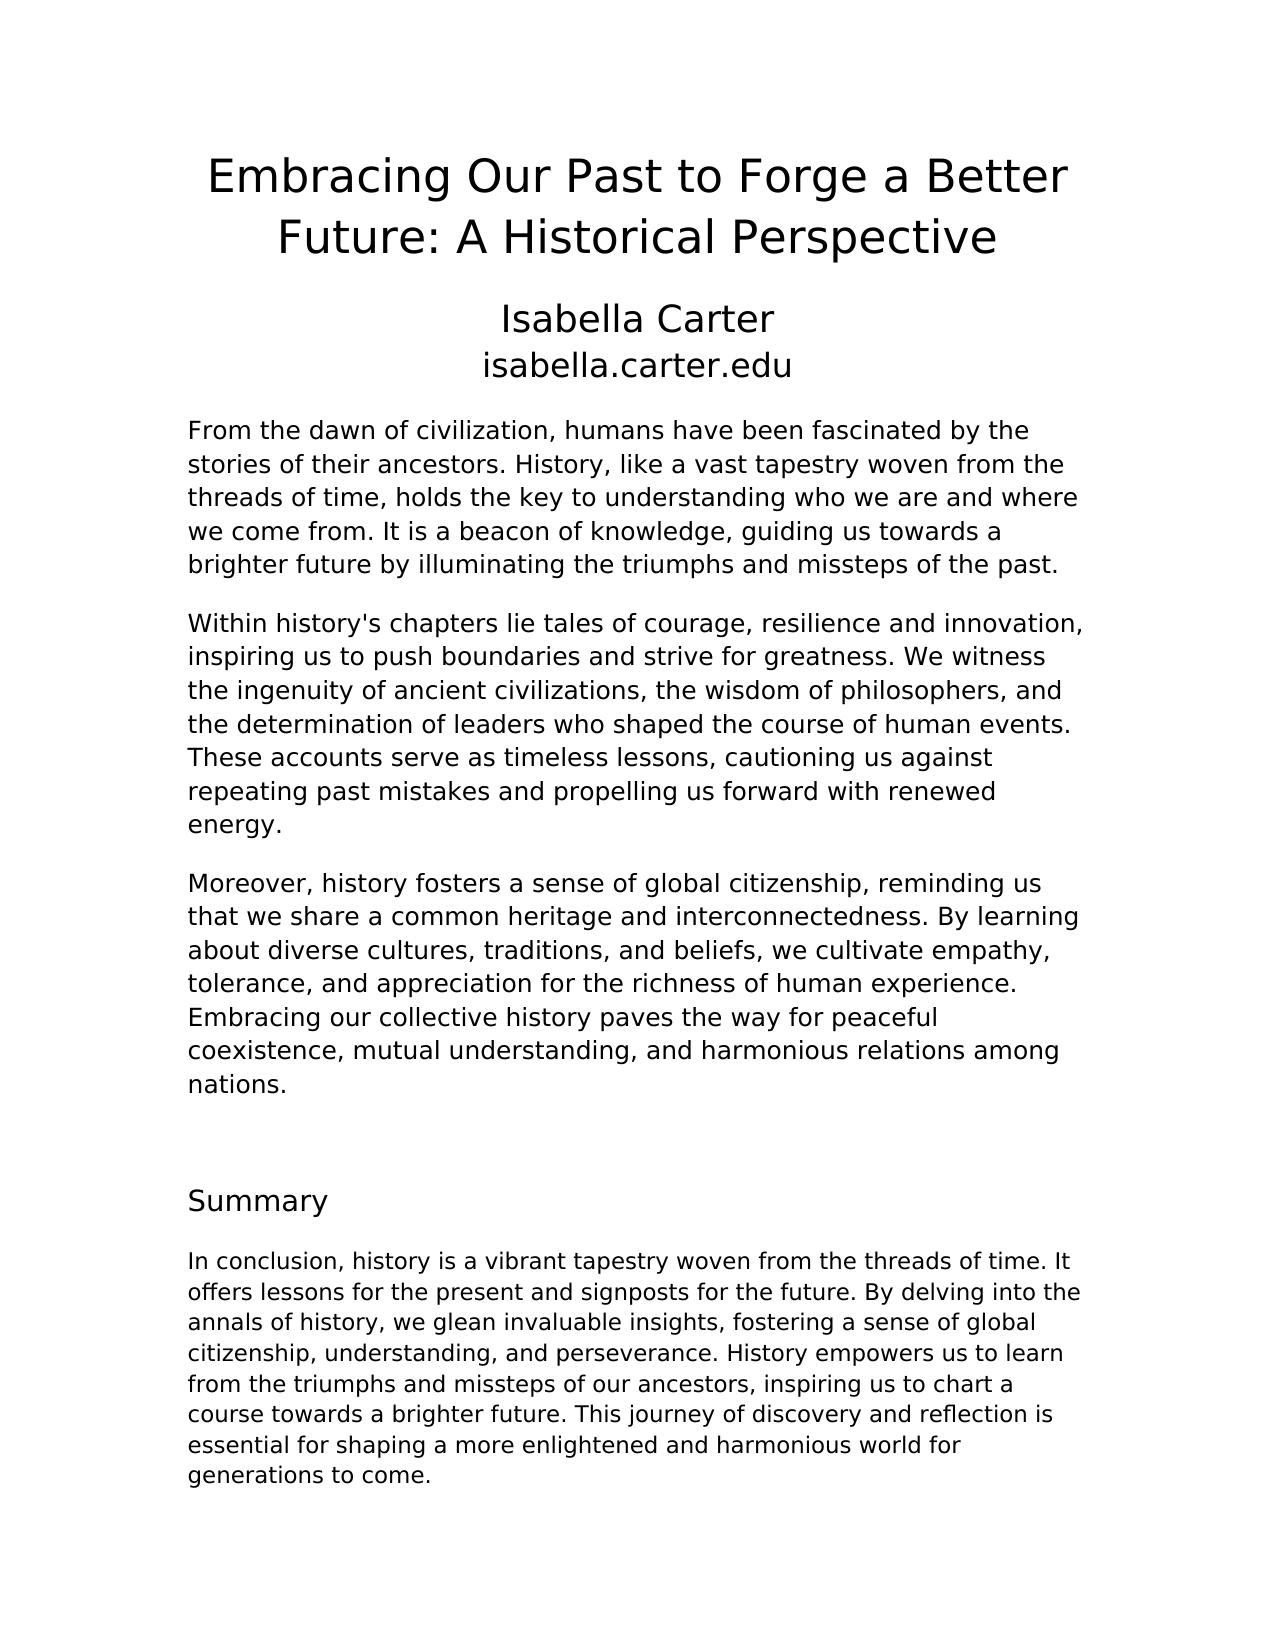 Embracing Our Past to Forge a Better
Future: A Historical Perspective
Isabella Carter
isabella.carter.edu
From the dawn of civilization, humans have been fascinated by the
stories of their ancestors. History, like a vast tapestry woven from the
threads of time, holds the key to understanding who we are and where
we come from. It is a beacon of knowledge, guiding us towards a
brighter future by illuminating the triumphs and missteps of the past.
Within history's chapters lie tales of courage, resilience and innovation,
inspiring us to push boundaries and strive for greatness. We witness
the ingenuity of ancient civilizations, the wisdom of philosophers, and
the determination of leaders who shaped the course of human events.
These accounts serve as timeless lessons, cautioning us against
repeating past mistakes and propelling us forward with renewed
energy.
Moreover, history fosters a sense of global citizenship, reminding us
that we share a common heritage and interconnectedness. By learning
about diverse cultures, traditions, and beliefs, we cultivate empathy,
tolerance, and appreciation for the richness of human experience.
Embracing our collective history paves the way for peaceful
coexistence, mutual understanding, and harmonious relations among
nations.
Summary
In conclusion, history is a vibrant tapestry woven from the threads of time. It
offers lessons for the present and signposts for the future. By delving into the
annals of history, we glean invaluable insights, fostering a sense of global
citizenship, understanding, and perseverance. History empowers us to learn
from the triumphs and missteps of our ancestors, inspiring us to chart a
course towards a brighter future. This journey of discovery and reflection is
essential for shaping a more enlightened and harmonious world for
generations to come.